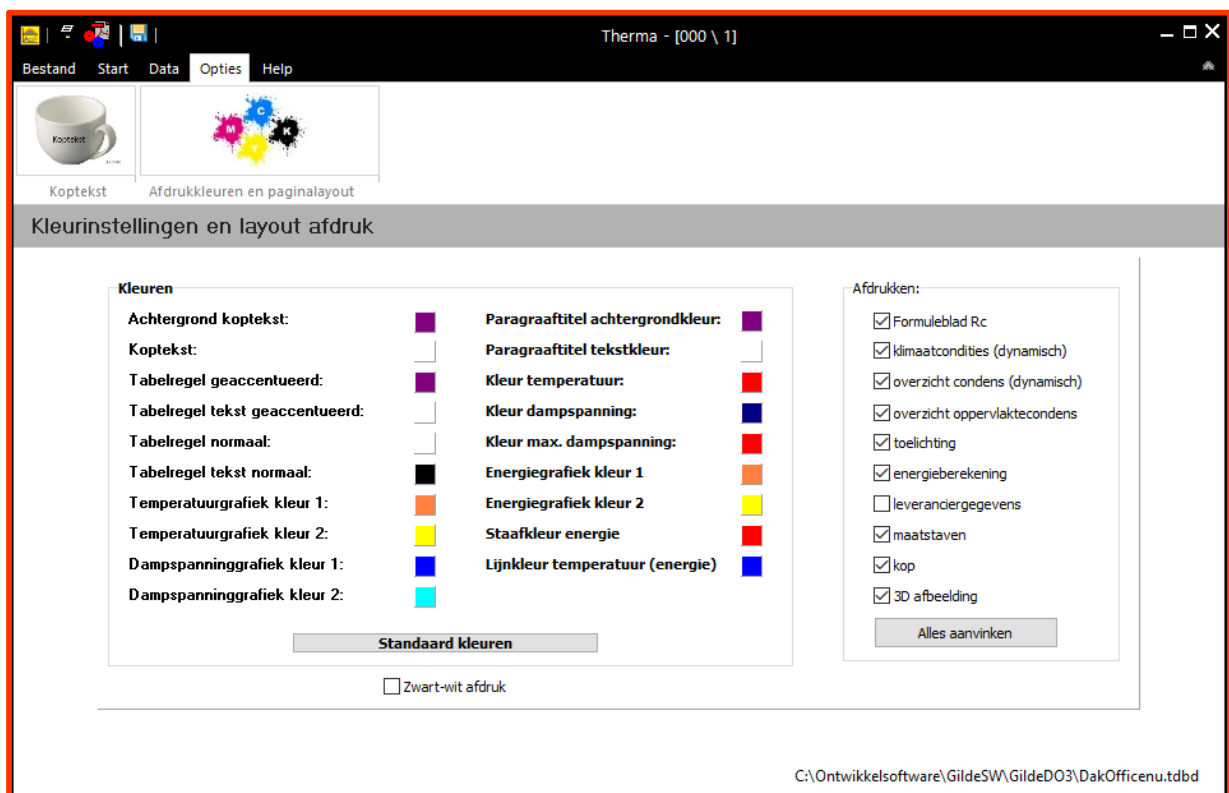 Therma - [000 \ 1]
Bestand Start Data Opties Help
Koptekst
C
M
K
Y
Koptekst
Afdrukkleuren en paginalayout
Kleurinstellingen en layout afdruk
Kleuren
Achtergrond koptekst:
Koptekst:
Tabelregel geaccentueerd:
Tabelregel tekst geaccentueerd:
Tabelregel normaal:
Tabelregel tekst normaal:
Temperatuurgrafiek kleur 1:
Temperatuurgrafiek kleur 2:
Dampspanninggrafiek kleur 1:
Dampspanninggrafiek kleur 2:
Paragraaftitel achtergrondkleur:
Paragraaftitel tekstkleur:
Kleur temperatuur:
Kleur dampspanning:
Kleur max. dampspanning:
Energiegrafiek kleur 1
Energiegrafiek kleur 2
Staafkleur energie
Lijnkleur temperatuur (energie)
Standaard kleuren
Zwart-wit afdruk
Afdrukken:
Formuleblad Rc
klimaatcondities (dynamisch)
overzicht condens (dynamisch)
overzicht oppervlaktecondens
toelichting
energieberekening
leveranciergegevens
maatstaven
kop
3D afbeelding
Alles aanvinken
C:\Ontwikkelsoftware\GildeSW\GildeDO3\DakOfficenu.tdbd